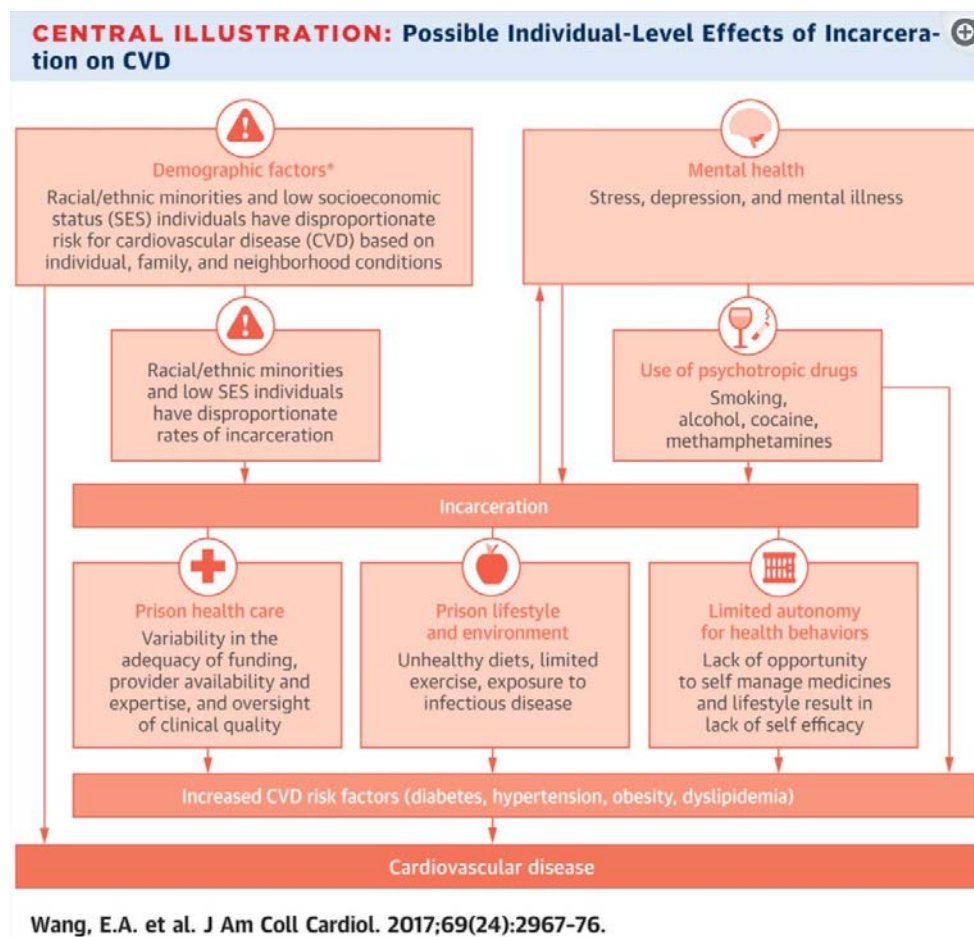 CENTRAL ILLUSTRATION: Possible Individual-Level Effects of Incarcera-
tion on CVD
Demographic factors*
Racial/ethnic minorities and low socioeconomic
status (SES) individuals have disproportionate
risk for cardiovascular disease (CVD) based on
individual, family, and neighborhood conditions
Mental health
Stress, depression, and mental illness
Racial/ethnic minorities
and low SES individuals
have disproportionate
rates of incarceration
Use of psychotropic drugs
Smoking,
alcohol, cocaine,
methamphetamines
Incarceration
Prison health care
Variability in the
adequacy of funding,
provider availability and
expertise, and oversight
of clinical quality
Prison lifestyle
and environment
Unhealthy diets, limited
exercise, exposure to
infectious disease
Limited autonomy
for health behaviors
Lack of opportunity
to self manage medicines
and lifestyle result in
lack of self efficacy
Increased CVD risk factors (diabetes, hypertension, obesity, dyslipidemia)
Cardiovascular disease
Wang, E.A. et al. J Am Coll Cardiol. 2017;69(24):2967–76.